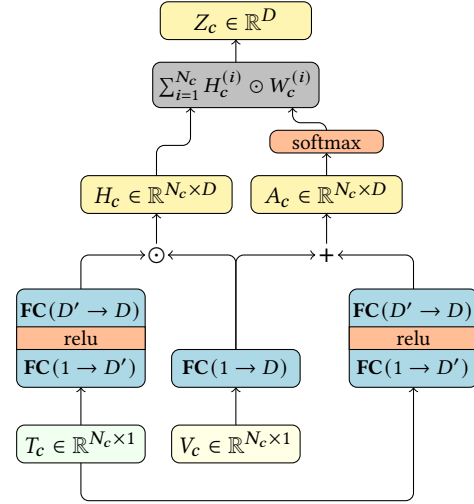 Z_c ∈ ℝ^D
∑_{i=1}^{N_c} H_c^{(i)} ⊙ W_c^{(i)}
softmax
H_c ∈ ℝ^{N_c×D} A_c ∈ ℝ^{N_c×D}
⊙ +
FC(D′ → D) FC(D′ → D)
relu relu
FC(1 → D′) FC(1 → D) FC(1 → D′)
T_c ∈ ℝ^{N_c×1} V_c ∈ ℝ^{N_c×1}